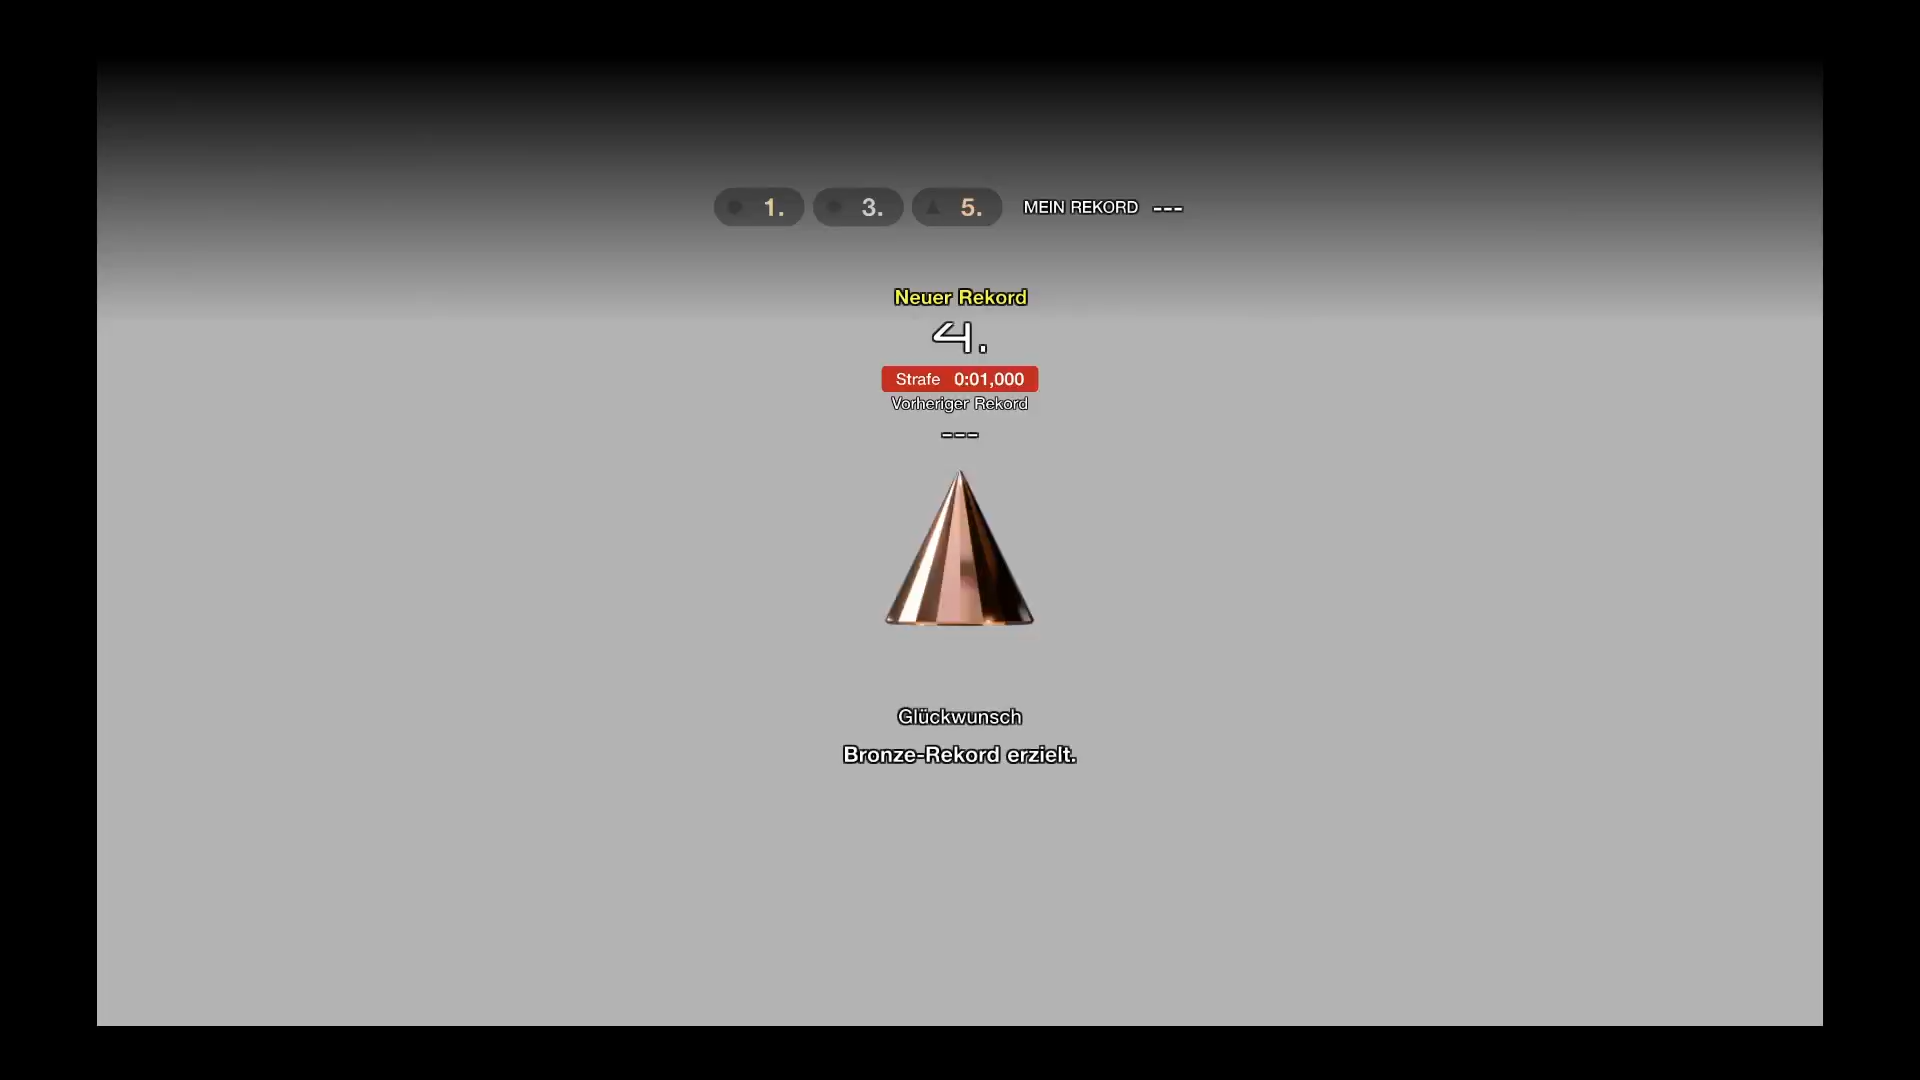 1. 3. 5. MEIN REKORD ---
Neuer Rekord
4.
Strafe 0:01,000
Vorheriger Rekord
---
Glückwunsch
Bronze-Rekord erzielt.